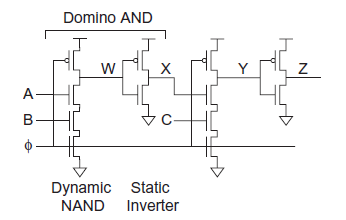 Domino AND
W X Y Z
A
B C
ϕ
Dynamic Static
NAND Inverter